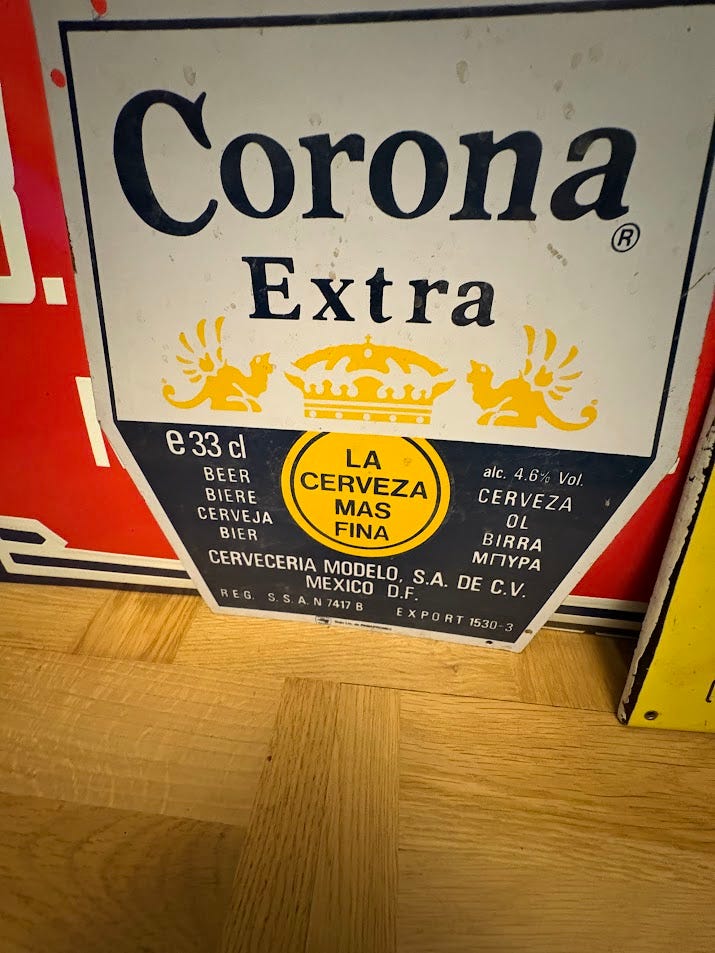 Corona
®
Extra
e 33 cl
BEER
BIERE
CERVEJA
BIER
LA
CERVEZA
MAS
FINA
alc. 4.6% Vol.
CERVEZA
OL
BIRRA
ΜΠΥΡΑ
CERVECERIA MODELO, S.A. DE C.V.
MEXICO D.F.
REG. S.S.A. N 7417 B EXPORT 1530-3